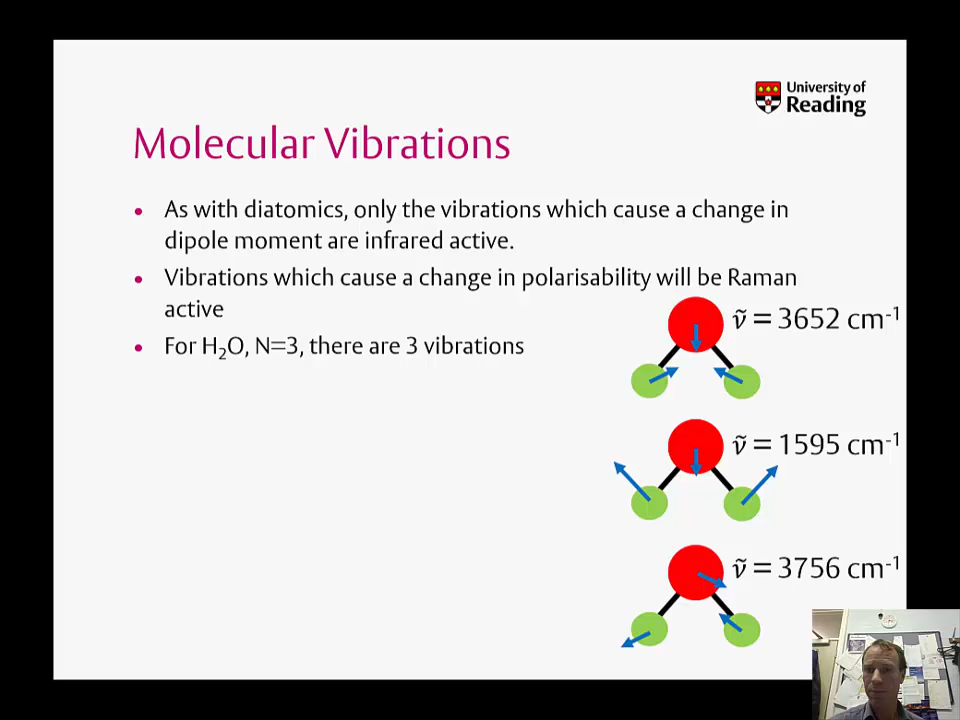 University of
Reading
Molecular Vibrations
• As with diatomics, only the vibrations which cause a change in
dipole moment are infrared active.
• Vibrations which cause a change in polarisability will be Raman
active
ṽ = 3652 cm⁻¹
• For H₂O, N=3, there are 3 vibrations
ṽ = 1595 cm⁻¹
ṽ = 3756 cm⁻¹